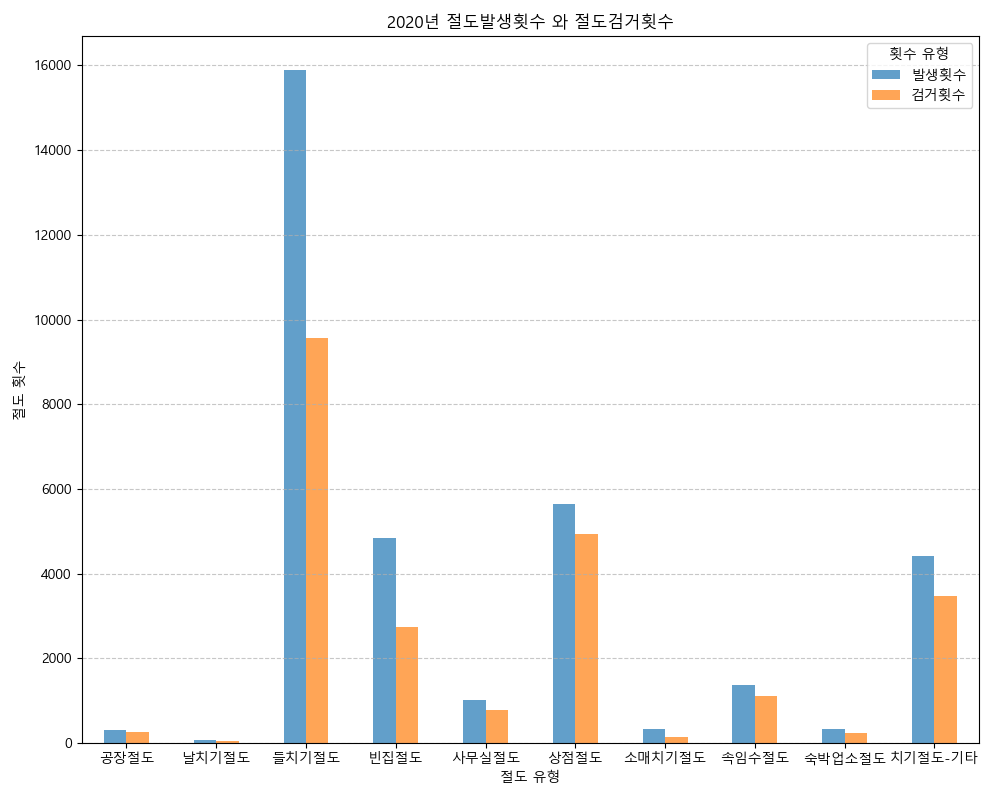 2020년 절도발생횟수 와 절도검거횟수
횟수 유형
발생횟수
검거횟수
절도 횟수
16000
14000
12000
10000
8000
6000
4000
2000
0
공장절도 날치기절도 들치기절도 빈집절도 사무실절도 상점절도 소매치기절도 속임수절도 숙박업소절도 치기절도-기타
절도 유형